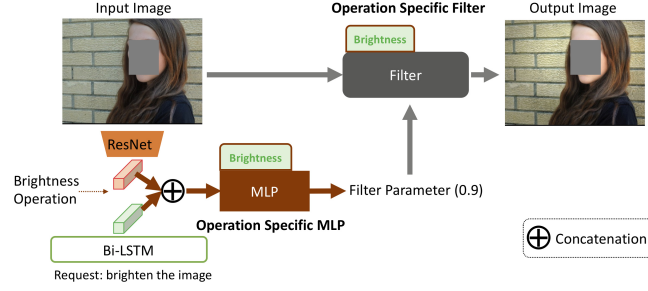 Input Image
Operation Specific Filter
Output Image
Brightness
Filter
ResNet
Brightness
Brightness
Operation
MLP
Filter Parameter (0.9)
Operation Specific MLP
Bi-LSTM
Concatenation
Request: brighten the image